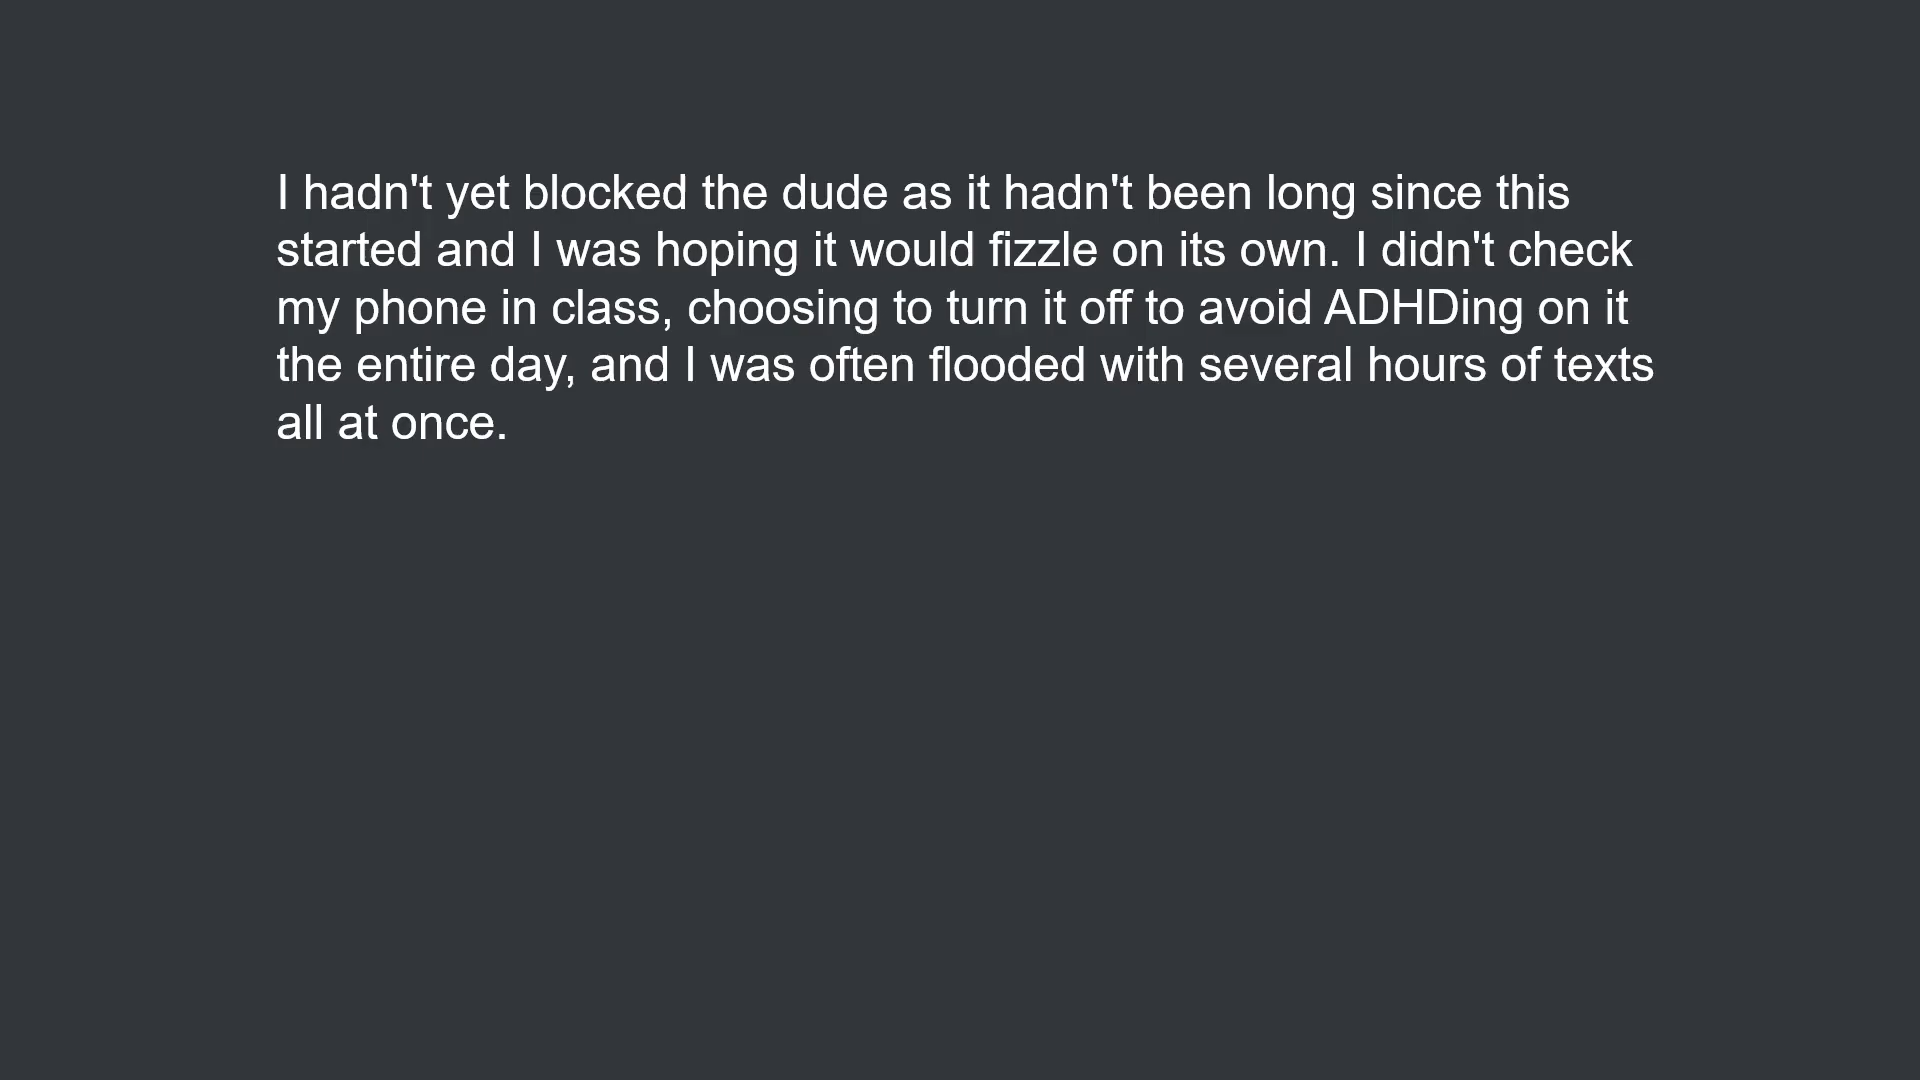 I hadn't yet blocked the dude as it hadn't been long since this
started and I was hoping it would fizzle on its own. I didn't check
my phone in class, choosing to turn it off to avoid ADHDing on it
the entire day, and I was often flooded with several hours of texts
all at once.